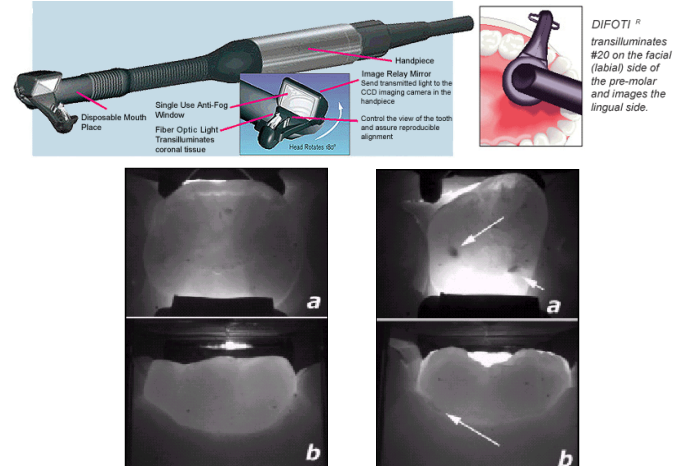 Handpiece
Image Relay Mirror
Send transmitted light to the
CCD imaging camera in the
handpiece
Disposable Mouth
Place
Single Use Anti-Fog
Window
Fiber Optic Light
Transilluminates
coronal tissue
Control the view of the tooth
and assure reproducible
alignment
Head Rotates 180°
DIFOTI R
transilluminates
#20 on the facial
(labial) side of
the pre-molar
and images the
lingual side.
a
a
b
b